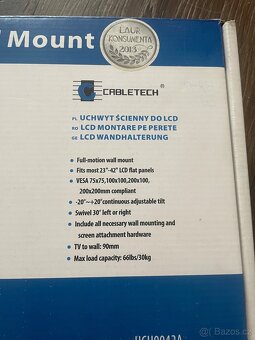 Mount
LAUR
KONSUMENTA
2013
CABLETECH®
PL UCHWYT ŚCIENNY DO LCD
RO LCD MONTARE PE PERETE
GE LCD WANDHALTERUNG
• Full-motion wall mount
• Fits most 23"-42" LCD flat panels
• VESA 75x75,100x100,200x100,
200x200mm compliant
• -20°~+20°continuous adjustable tilt
• Swivel 30° left or right
• Include all necessary wall mounting and
screen attachment hardware
• TV to wall: 90mm
• Max load capacity: 66lbs/30kg
UCH0042A
Sbazos.cz